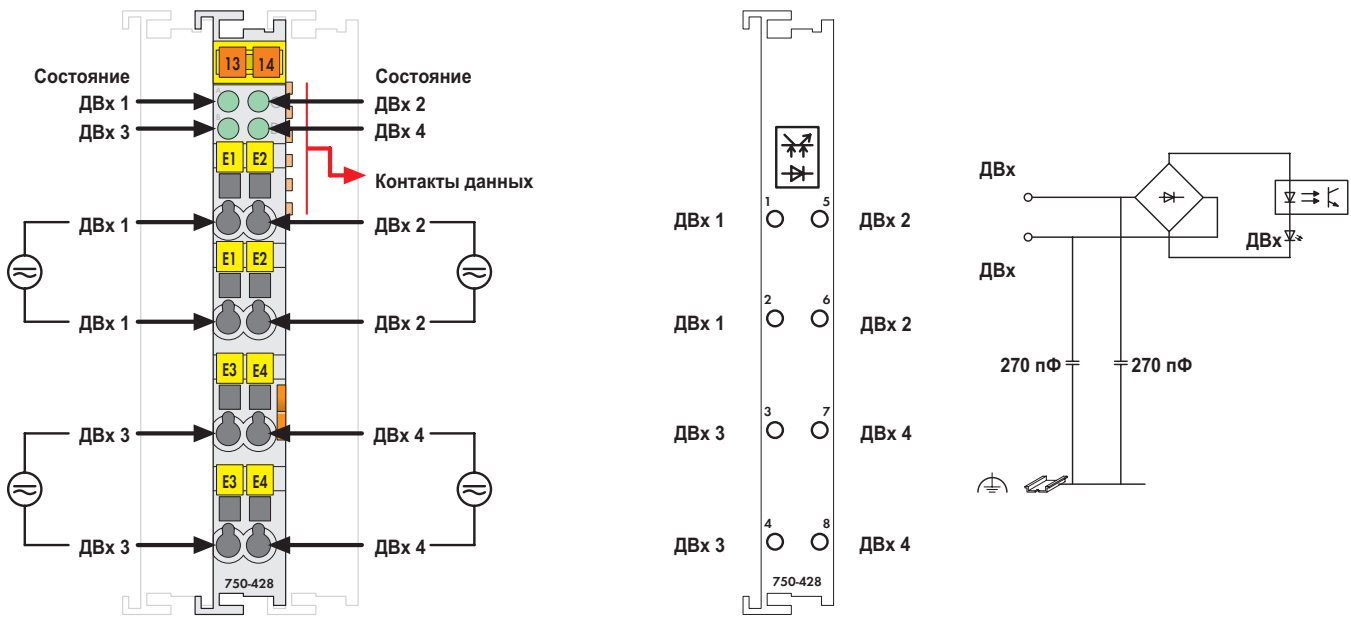 13 14
Состояние
ДВх 1
ДВх 3
Состояние
ДВх 2
ДВх 4
A
B
E1 E2
Контакты данных
ДВх 1
ДВх 2
E1 E2
ДВх 1
ДВх 2
E3 E4
ДВх 3
ДВх 4
E3 E4
ДВх 3
ДВх 4
750-428
1 5
ДВх 1
ДВх 2
2 6
ДВх 1
ДВх 2
3 7
ДВх 3
ДВх 4
4 8
ДВх 3
ДВх 4
750-428
ДВх
ДВх
ДВх
270 пФ
270 пФ